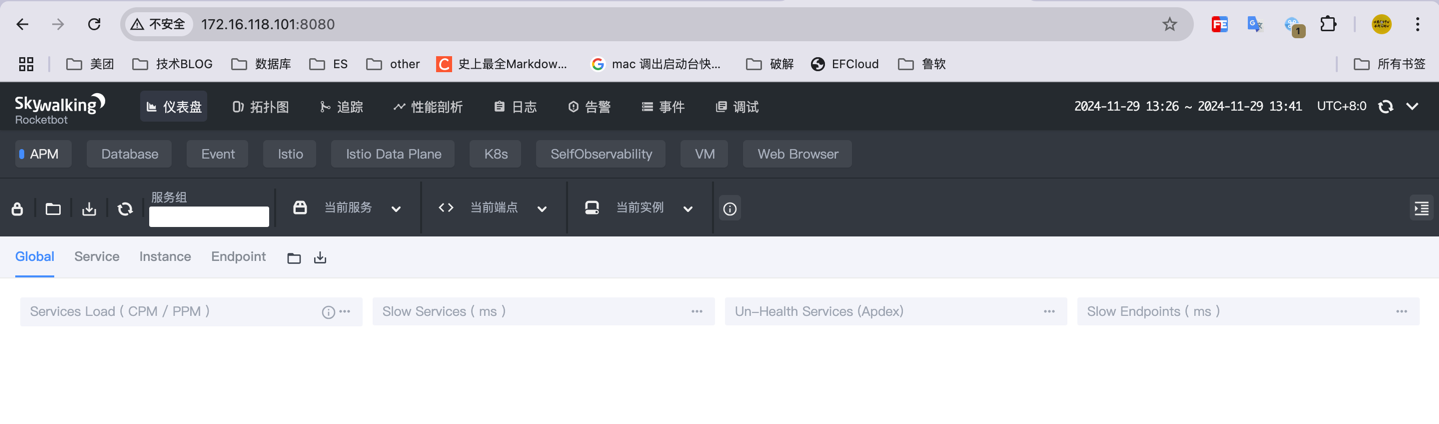 不安全 172.16.118.101:8080
1
美团 技术BLOG 数据库 ES other 史上最全Markdow... mac 调出启动台快... 破解 EFCloud 鲁软 所有书签
Skywalking 仪表盘 拓扑图 追踪 性能剖析 日志 告警 事件 调试 2024-11-29 13:26 ~ 2024-11-29 13:41 UTC+8:0
Rocketbot
APM Database Event Istio Istio Data Plane K8s SelfObservability VM Web Browser
服务组
当前服务 当前端点 当前实例
Global Service Instance Endpoint
Services Load ( CPM / PPM ) Slow Services ( ms ) Un-Health Services (Apdex) Slow Endpoints ( ms )